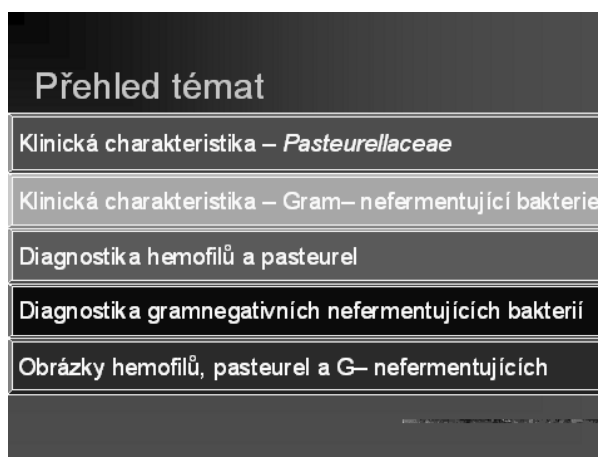 Přehled témat
Klinická charakteristika – Pasteurellaceae
Klinická charakteristika – Gram– nefermentující bakterie
Diagnostika hemofilů a pasteurel
Diagnostika gramnegativních nefermentujících bakterií
Obrázky hemofilů, pasteurel a G– nefermentujících